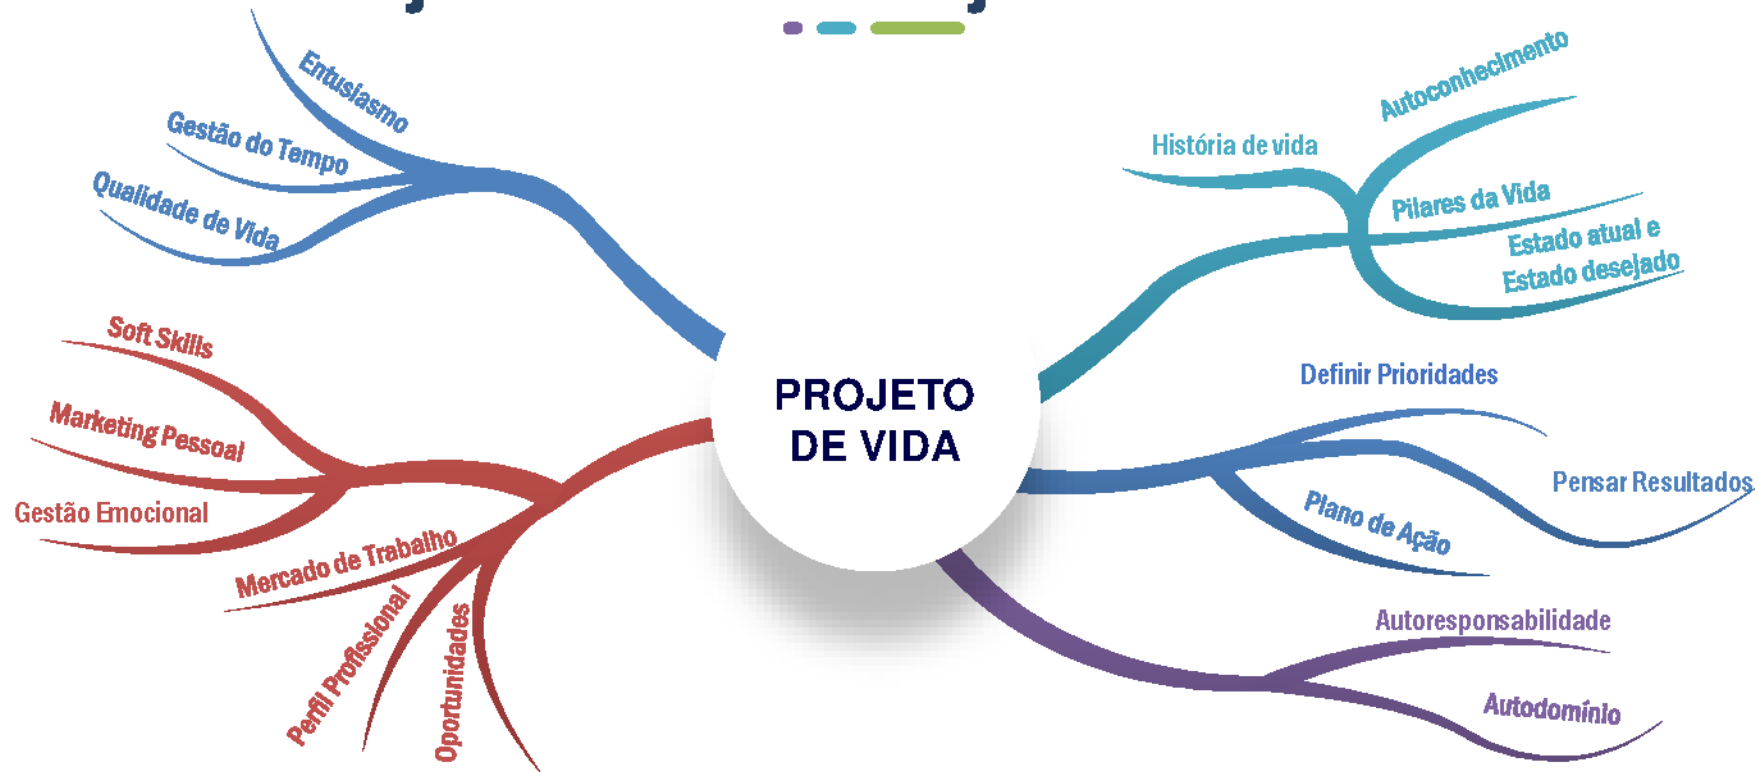 Entusiasmo
Gestão do Tempo
Qualidade de Vida
Soft Skills
Marketing Pessoal
Gestão Emocional
Mercado de Trabalho
Perfil Profissional
Oportunidades
PROJETO
DE VIDA
Autoconhecimento
História de vida
Pilares da Vida
Estado atual e
Estado desejado
Definir Prioridades
Pensar Resultados
Plano de Ação
Autoresponsabilidade
Autodomínio